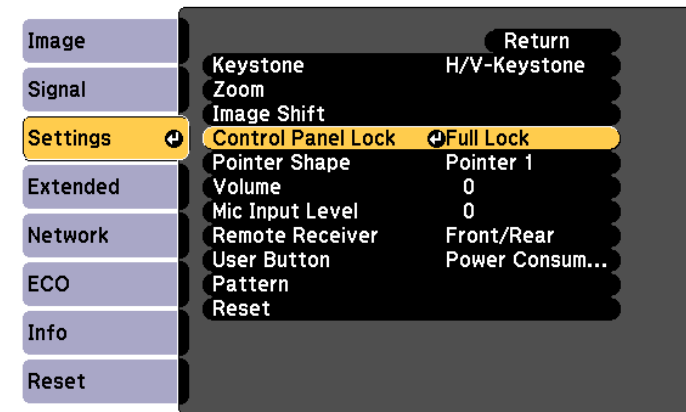 Image
Signal
Settings
Extended
Network
ECO
Info
Reset
Return
Keystone H/V-Keystone
Zoom
Image Shift
Control Panel Lock Full Lock
Pointer Shape Pointer 1
Volume 0
Mic Input Level 0
Remote Receiver Front/Rear
User Button Power Consum...
Pattern
Reset